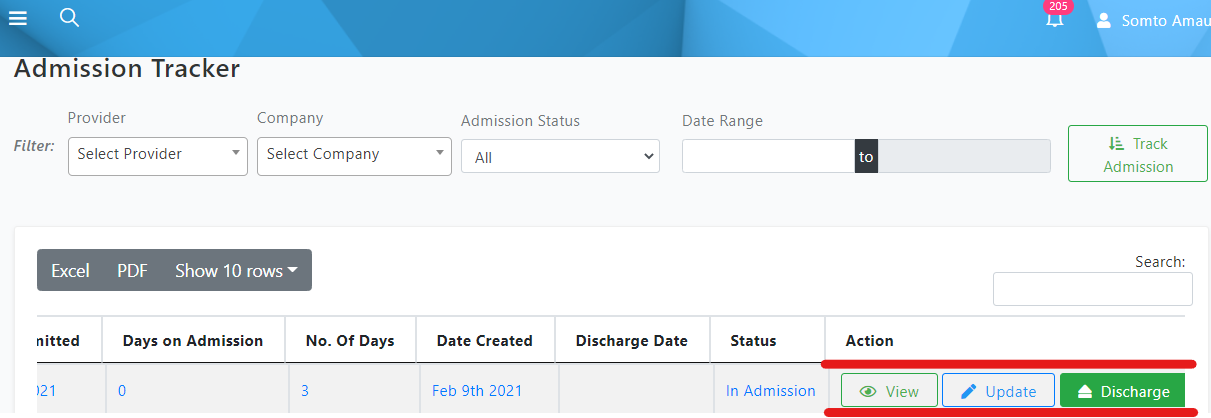 205
Somto Amau
Admission Tracker
Filter:
Provider
Select Provider
Company
Select Company
Admission Status
All
Date Range
to
Track
Admission
Excel PDF Show 10 rows
Search:
mitted Days on Admission No. Of Days Date Created Discharge Date Status Action
021 0 3 Feb 9th 2021 In Admission View Update Discharge